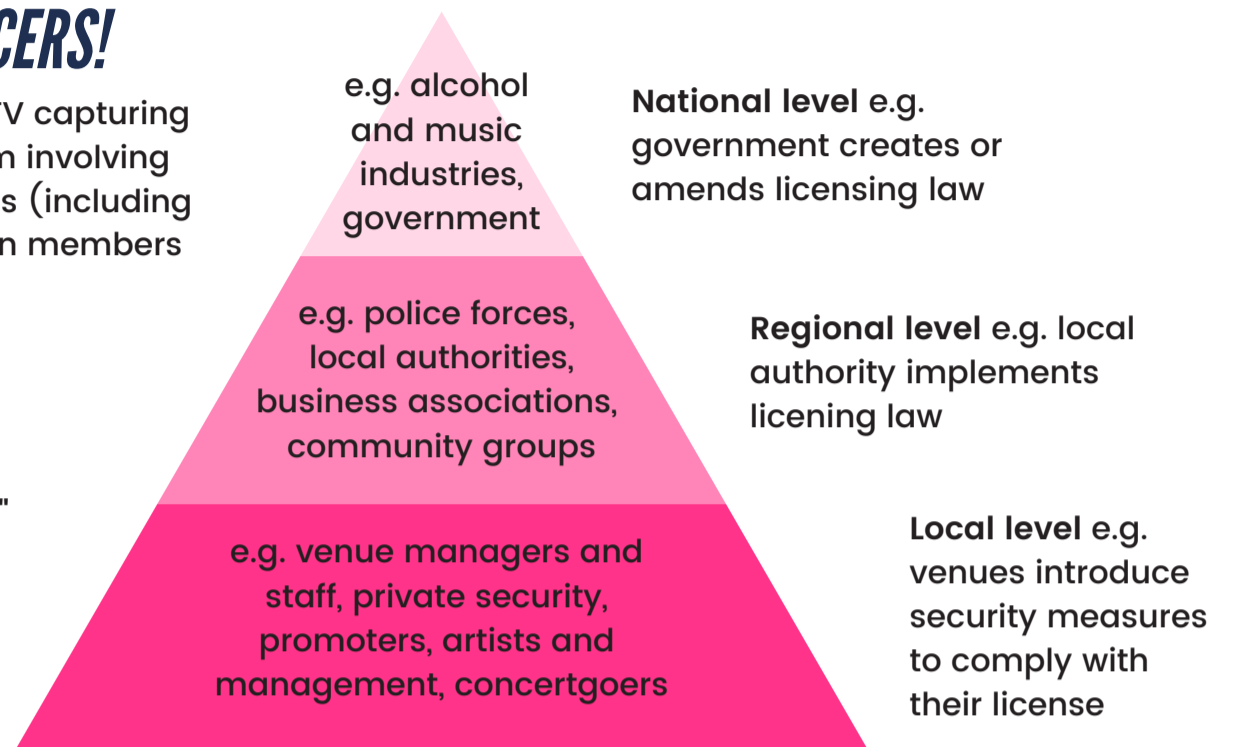 CERS!
TV capturing
m involving
s (including
n members
"
e.g. alcohol
and music
industries,
government
National level e.g.
government creates or
amends licensing law
e.g. police forces,
local authorities,
business associations,
community groups
Regional level e.g. local
authority implements
licening law
e.g. venue managers and
staff, private security,
promoters, artists and
management, concertgoers
Local level e.g.
venues introduce
security measures
to comply with
their license